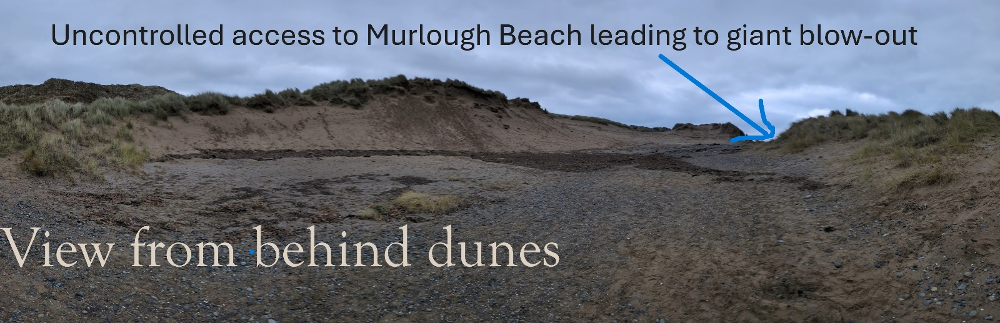 Uncontrolled access to Murlough Beach leading to giant blow-out
View from behind dunes